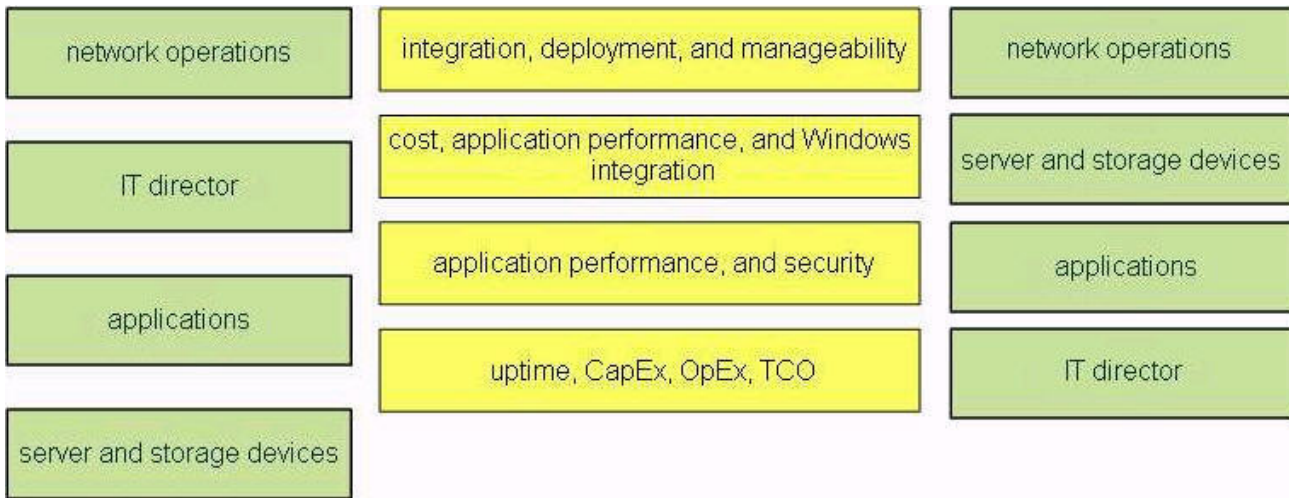 network operations
integration, deployment, and manageability
network operations
IT director
cost, application performance, and Windows
integration
server and storage devices
application performance, and security
applications
applications
uptime, CapEx, OpEx, TCO
IT director
server and storage devices